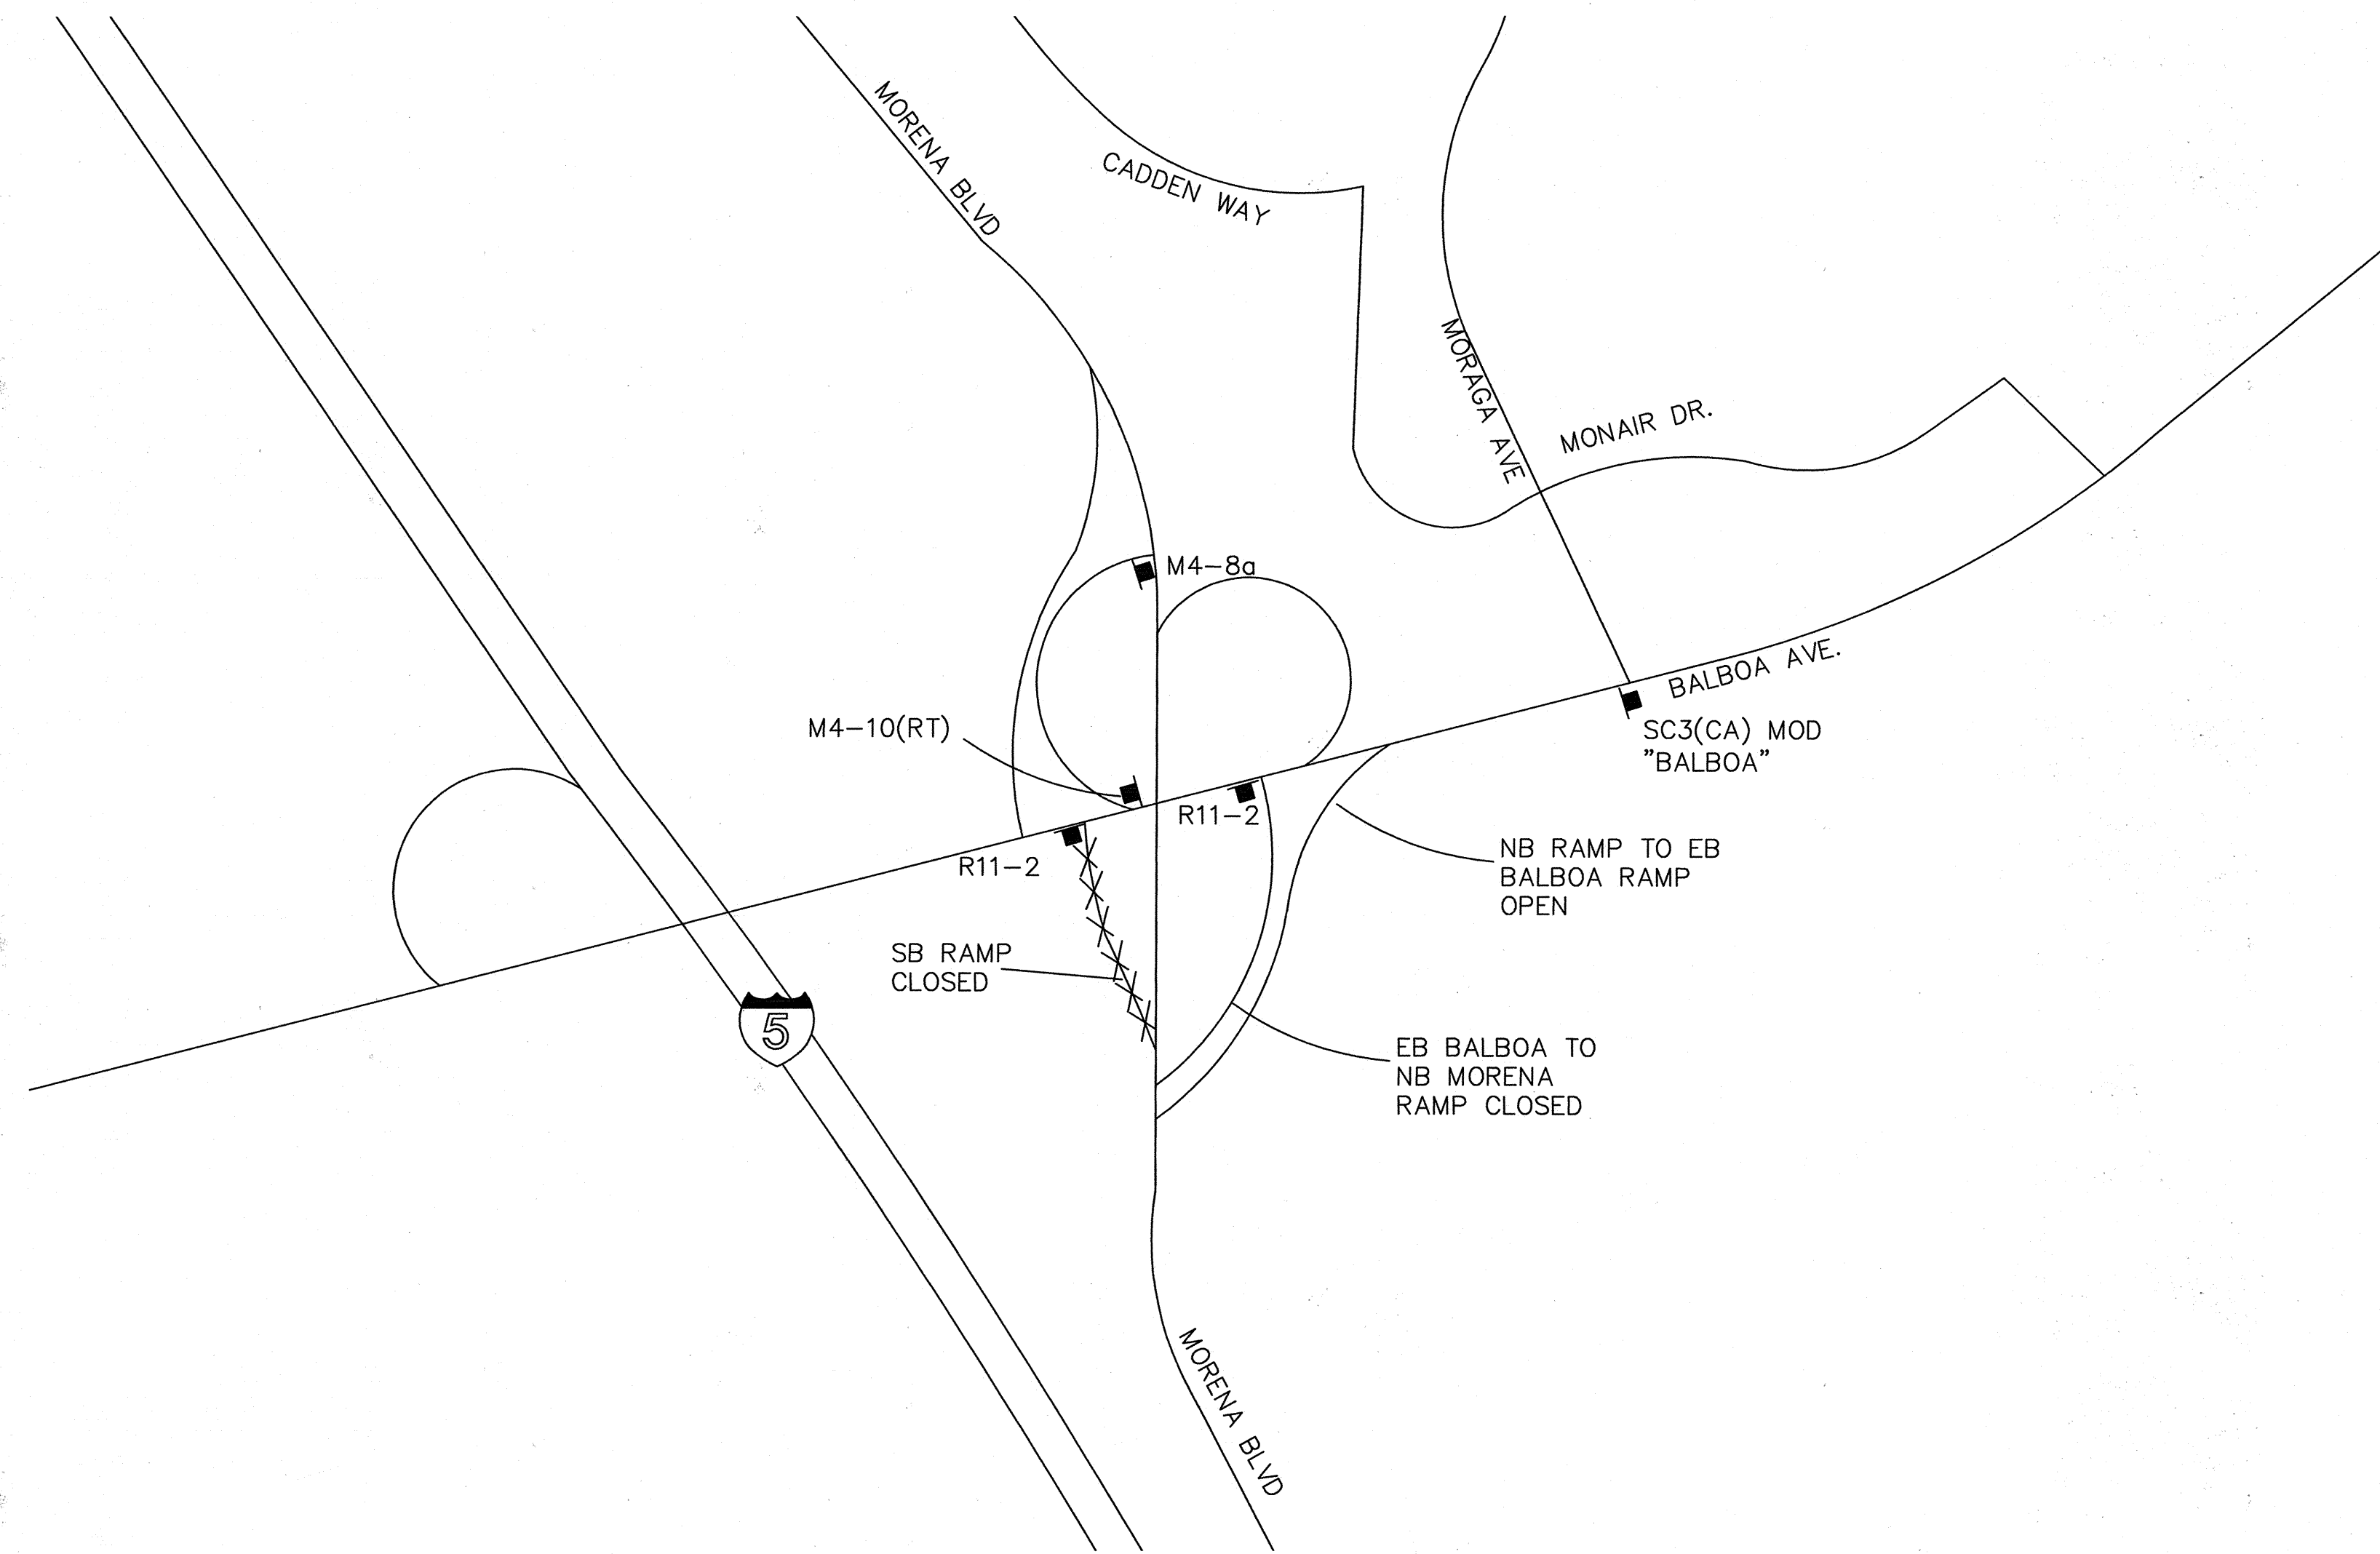 MORENA BLVD
CADDEN WAY
MORAGA AVE
MONAIR DR.
M4-8a
BALBOA AVE.
M4-10(RT)
SC3(CA) MOD
"BALBOA"
R11-2
R11-2
NB RAMP TO EB
BALBOA RAMP
OPEN
SB RAMP
CLOSED
5
EB BALBOA TO
NB MORENA
RAMP CLOSED
MORENA BLVD